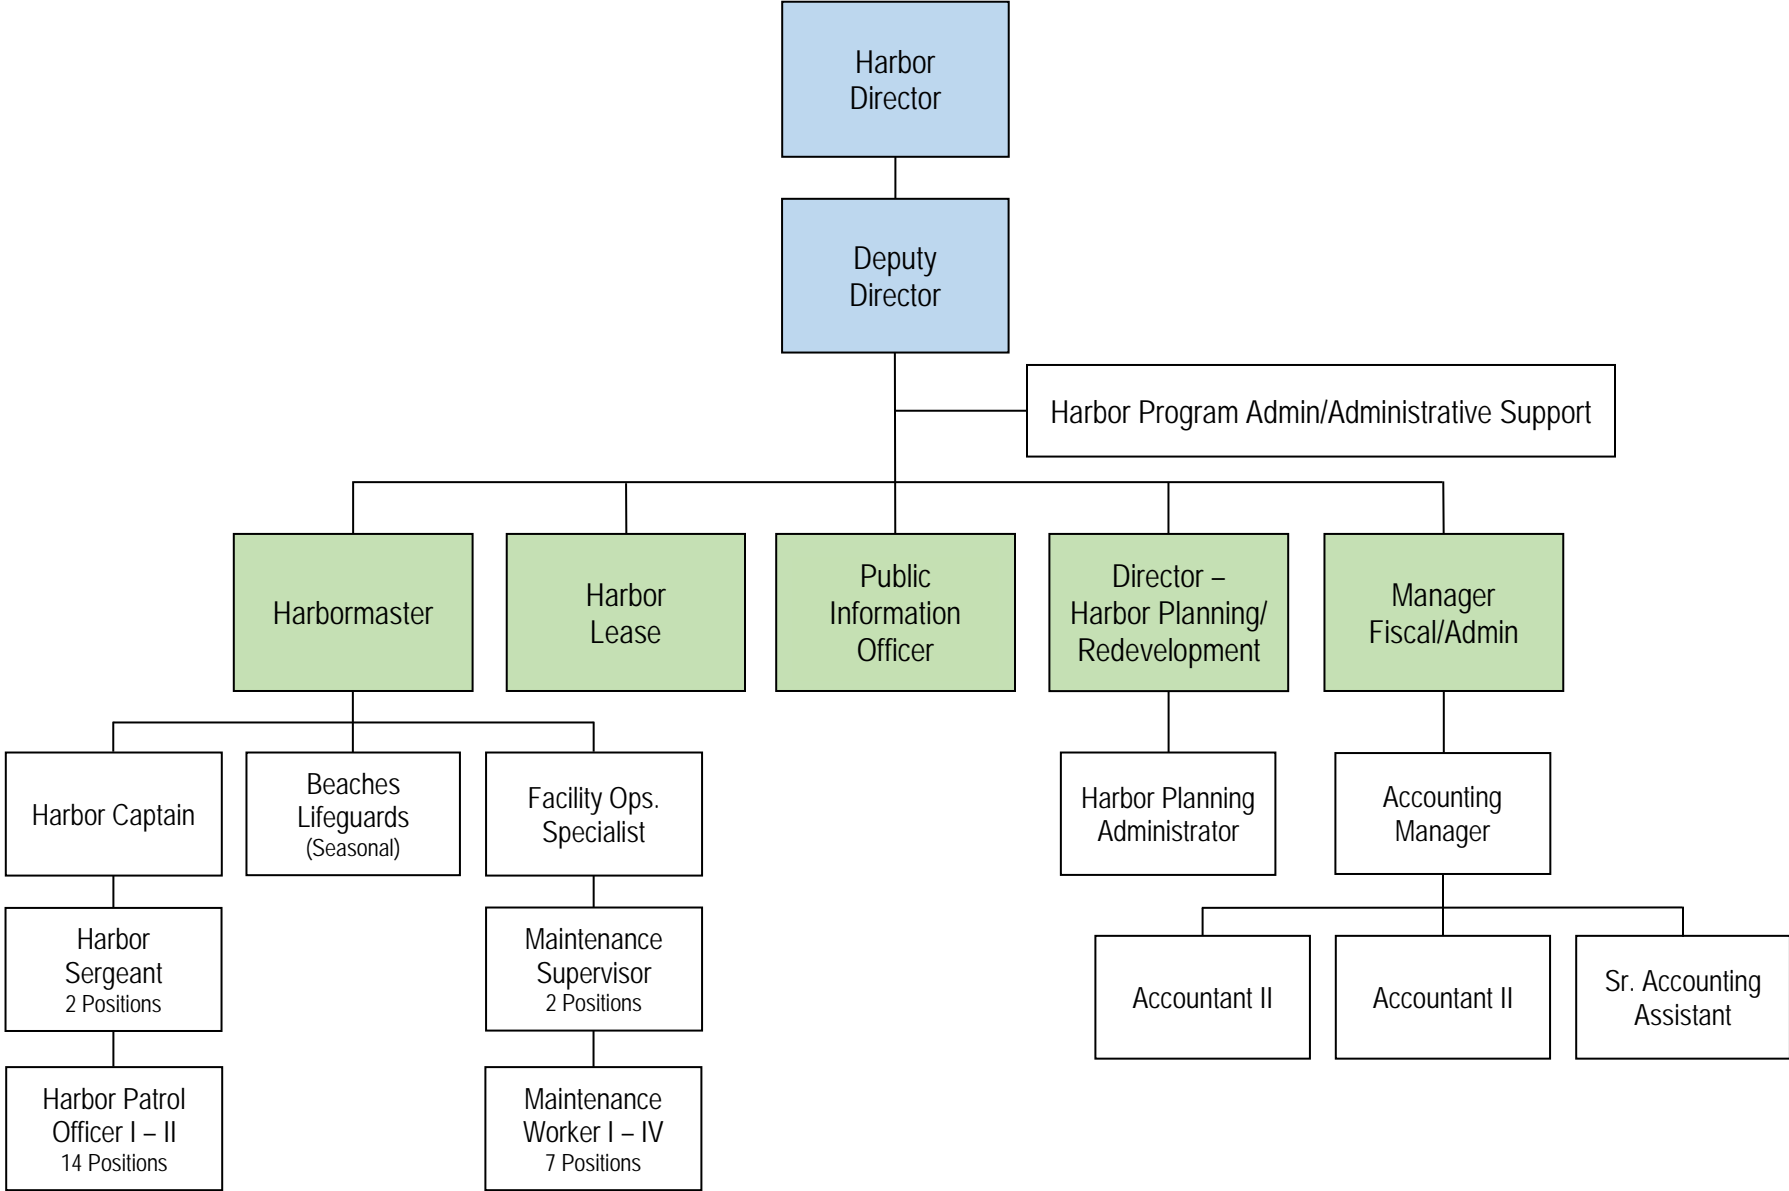 Harbor
Director
Deputy
Director
Harbor Program Admin/Administrative Support
Harbormaster
Harbor
Lease
Public
Information
Officer
Director –
Harbor Planning/
Redevelopment
Manager
Fiscal/Admin
Harbor Captain
Beaches
Lifeguards
(Seasonal)
Facility Ops.
Specialist
Harbor Planning
Administrator
Accounting
Manager
Harbor
Sergeant
2 Positions
Maintenance
Supervisor
2 Positions
Accountant II
Accountant II
Sr. Accounting
Assistant
Harbor Patrol
Officer I – II
14 Positions
Maintenance
Worker I – IV
7 Positions